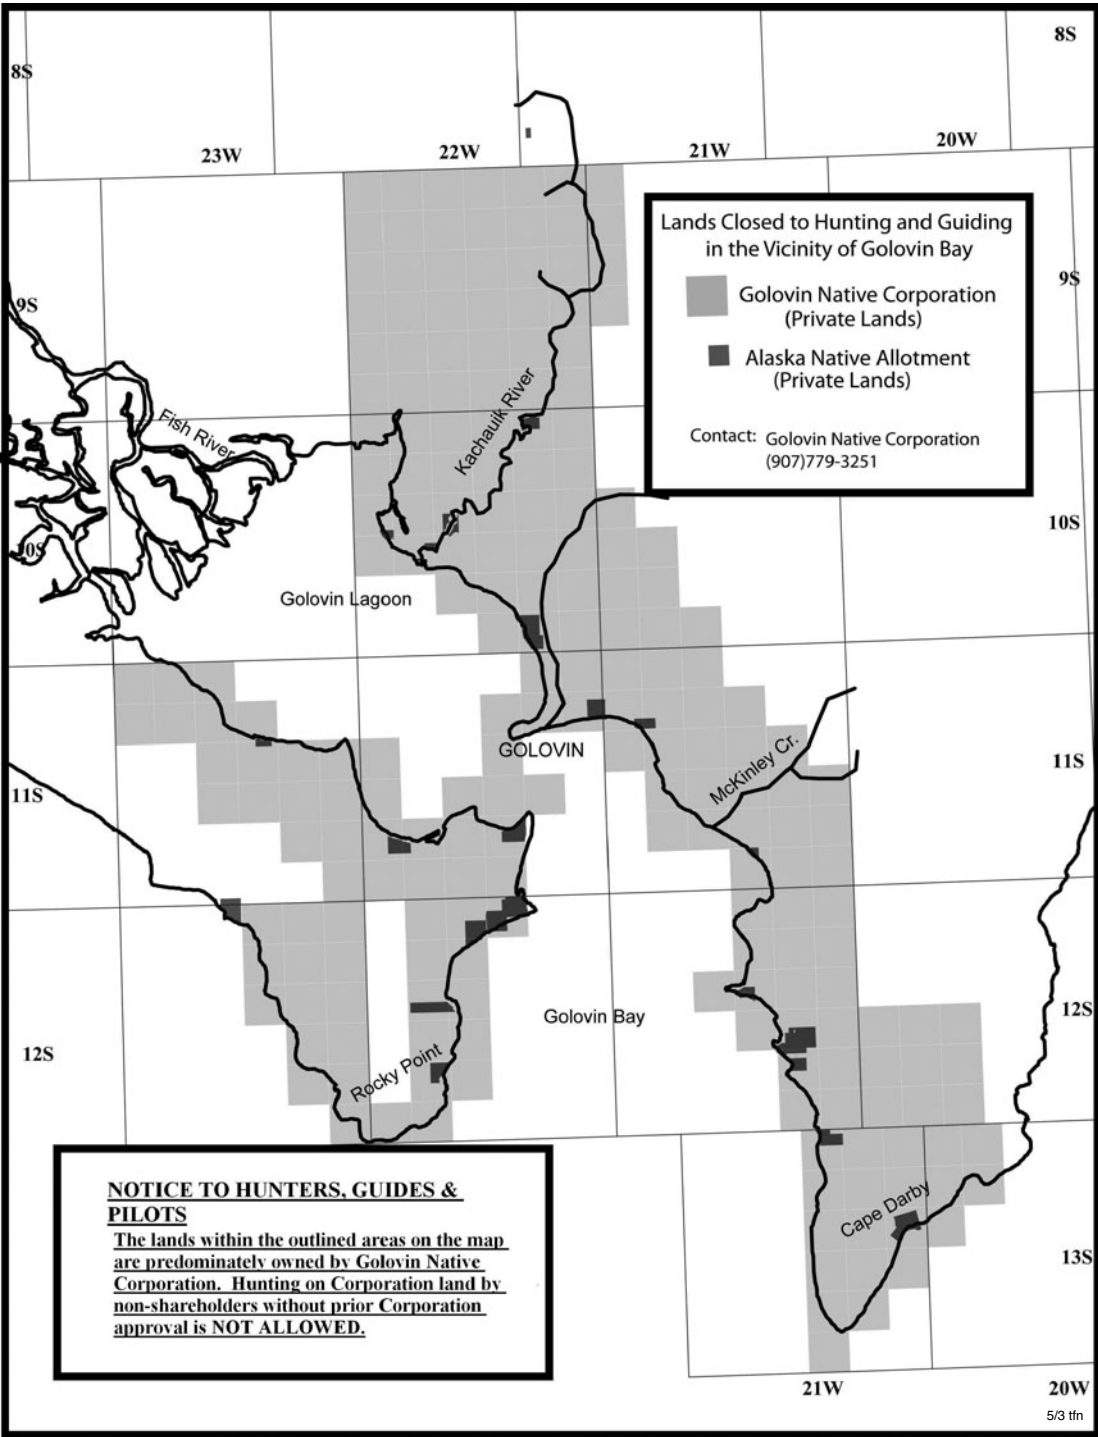 8S
8S
23W
22W
21W
20W
Lands Closed to Hunting and Guiding
in the Vicinity of Golovin Bay
Golovin Native Corporation
(Private Lands)
Alaska Native Allotment
(Private Lands)
Contact: Golovin Native Corporation
(907)779-3251
9S
9S
Fish River
Kachauik River
10S
10S
Golovin Lagoon
GOLOVIN
McKinley Cr.
11S
11S
Golovin Bay
12S
12S
Rocky Point
Cape Darby
13S
NOTICE TO HUNTERS, GUIDES &
PILOTS
The lands within the outlined areas on the map
are predominately owned by Golovin Native
Corporation.  Hunting on Corporation land by
non-shareholders without prior Corporation
approval is NOT ALLOWED.
21W
20W
5/3 tfn